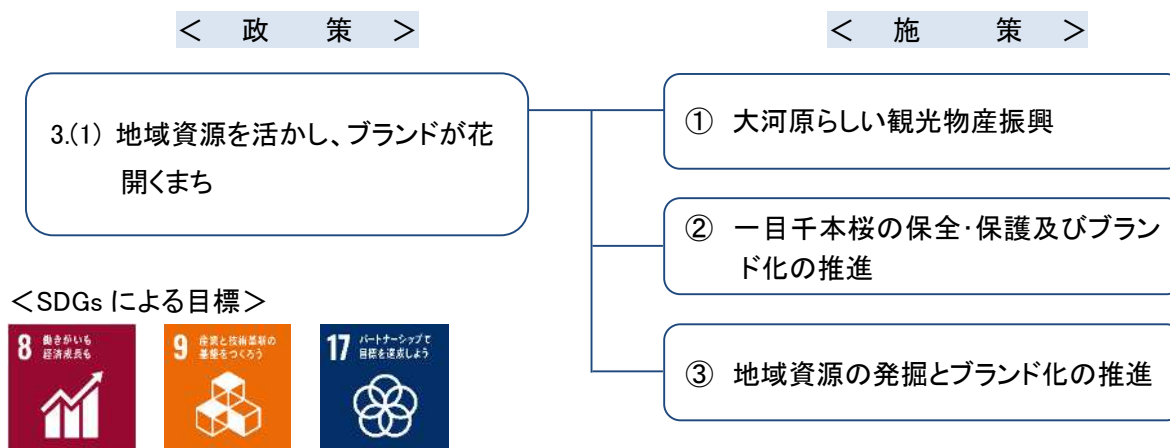 ＜ 政 策 ＞
＜ 施 策 ＞
3.(1) 地域資源を活かし、ブランドが花
開くまち
① 大河原らしい観光物産振興
② 一目千本桜の保全・保護及びブラン
ド化の推進
③ 地域資源の発掘とブランド化の推進
＜SDGs による目標＞
8 働きがいも
経済成長も
9 産業と技術革新の
基盤をつくろう
17 パートナーシップで
目標を達成しよう